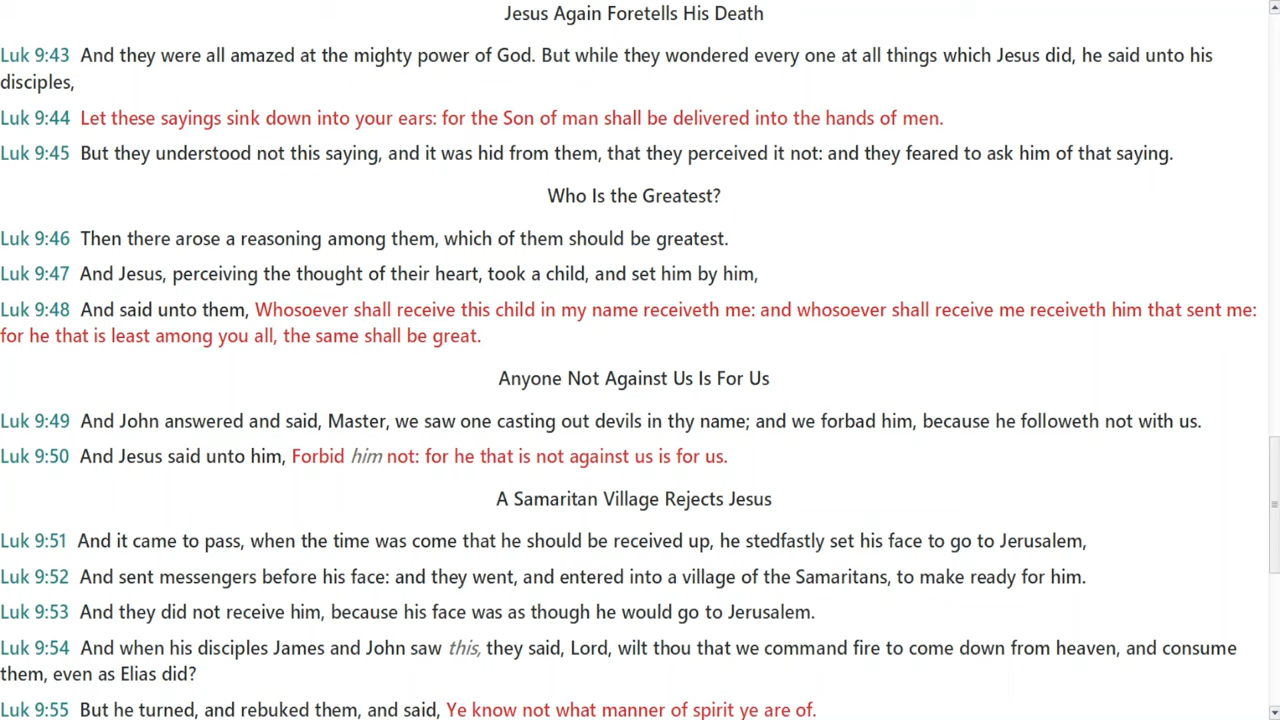 Jesus Again Foretells His Death
Luk 9:43 And they were all amazed at the mighty power of God. But while they wondered every one at all things which Jesus did, he said unto his
disciples,
Luk 9:44 Let these sayings sink down into your ears: for the Son of man shall be delivered into the hands of men.
Luk 9:45 But they understood not this saying, and it was hid from them, that they perceived it not: and they feared to ask him of that saying.
Who Is the Greatest?
Luk 9:46 Then there arose a reasoning among them, which of them should be greatest.
Luk 9:47 And Jesus, perceiving the thought of their heart, took a child, and set him by him,
Luk 9:48 And said unto them, Whosoever shall receive this child in my name receiveth me: and whosoever shall receive me receiveth him that sent me:
for he that is least among you all, the same shall be great.
Anyone Not Against Us Is For Us
Luk 9:49 And John answered and said, Master, we saw one casting out devils in thy name; and we forbad him, because he followeth not with us.
Luk 9:50 And Jesus said unto him, Forbid him not: for he that is not against us is for us.
A Samaritan Village Rejects Jesus
Luk 9:51 And it came to pass, when the time was come that he should be received up, he stedfastly set his face to go to Jerusalem,
Luk 9:52 And sent messengers before his face: and they went, and entered into a village of the Samaritans, to make ready for him.
Luk 9:53 And they did not receive him, because his face was as though he would go to Jerusalem.
Luk 9:54 And when his disciples James and John saw this, they said, Lord, wilt thou that we command fire to come down from heaven, and consume
them, even as Elias did?
Luk 9:55 But he turned, and rebuked them, and said, Ye know not what manner of spirit ye are of.